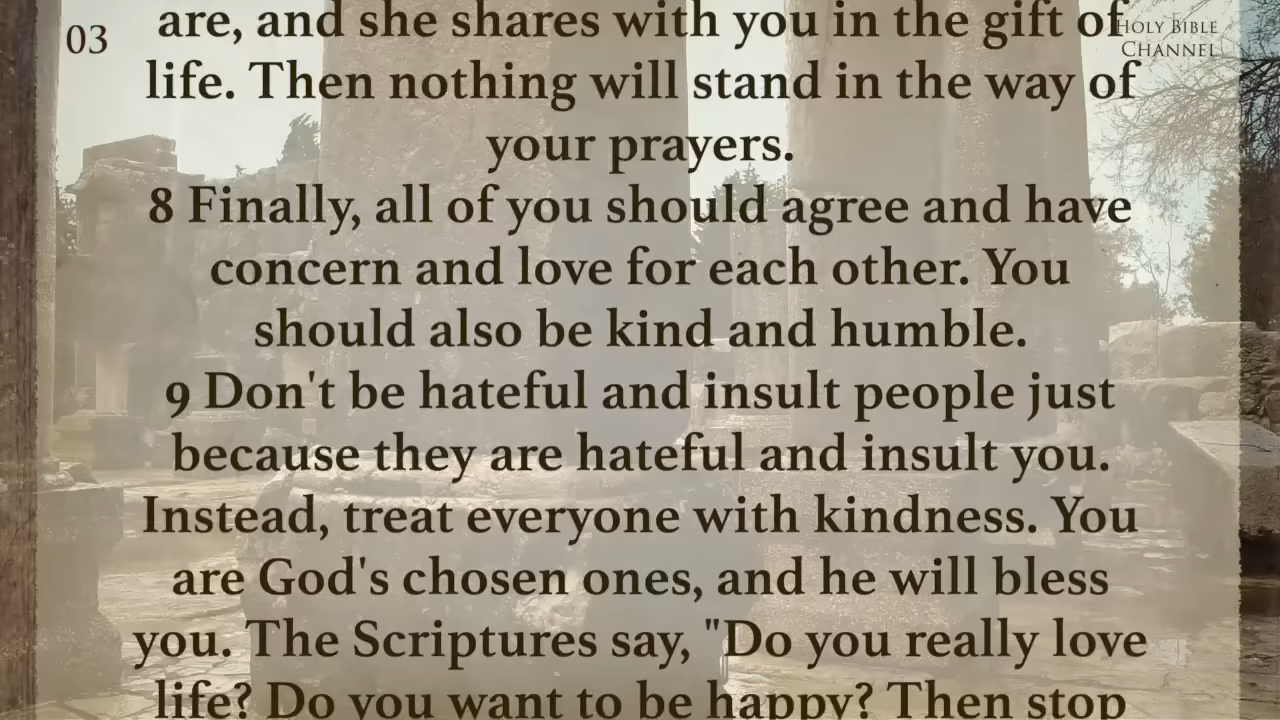 03
HOLY BIBLE
CHANNEL
are, and she shares with you in the gift of
life. Then nothing will stand in the way of
your prayers.
8 Finally, all of you should agree and have
concern and love for each other. You
should also be kind and humble.
9 Don't be hateful and insult people just
because they are hateful and insult you.
Instead, treat everyone with kindness. You
are God's chosen ones, and he will bless
you. The Scriptures say, "Do you really love
life? Do you want to be happy? Then stop